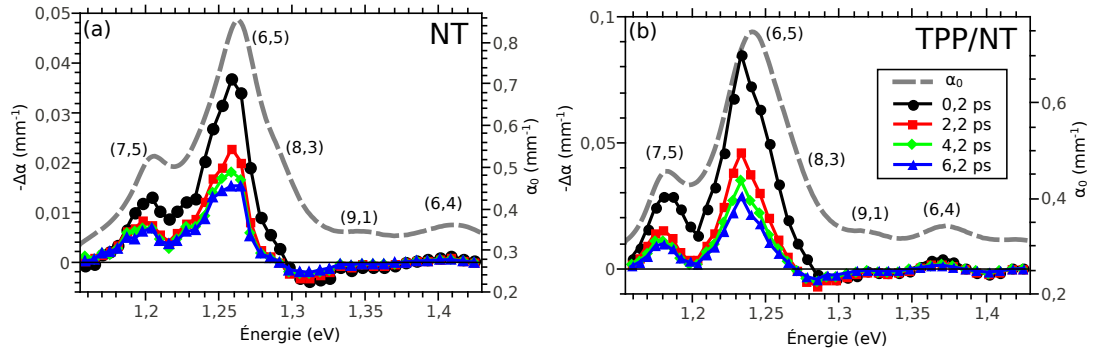 (a)
NT
(6,5)
(7,5)
(8,3)
(9,1)
(6,4)
0,05
0,04
0,03
0,02
0,01
0
-Δα (mm⁻¹)
0,8
0,7
0,6
0,5
0,4
0,3
0,2
α₀ (mm⁻¹)
1,2
1,25
1,3
1,35
1,4
Énergie (eV)
(b)
TPP/NT
(6,5)
(7,5)
(8,3)
(9,1)
(6,4)
α₀
0,2 ps
2,2 ps
4,2 ps
6,2 ps
0,1
0,05
0
-Δα (mm⁻¹)
0,6
0,4
0,2
α₀ (mm⁻¹)
1,2
1,25
1,3
1,35
1,4
Énergie (eV)